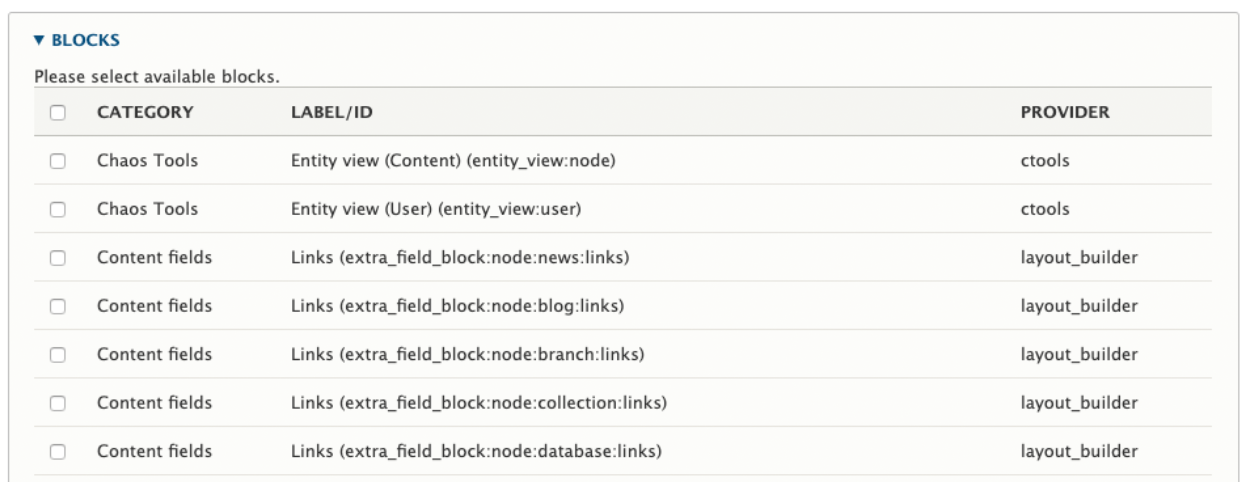 ▼ BLOCKS
Please select available blocks.
CATEGORY LABEL/ID PROVIDER
Chaos Tools Entity view (Content) (entity_view:node) ctools
Chaos Tools Entity view (User) (entity_view:user) ctools
Content fields Links (extra_field_block:node:news:links) layout_builder
Content fields Links (extra_field_block:node:blog:links) layout_builder
Content fields Links (extra_field_block:node:branch:links) layout_builder
Content fields Links (extra_field_block:node:collection:links) layout_builder
Content fields Links (extra_field_block:node:database:links) layout_builder